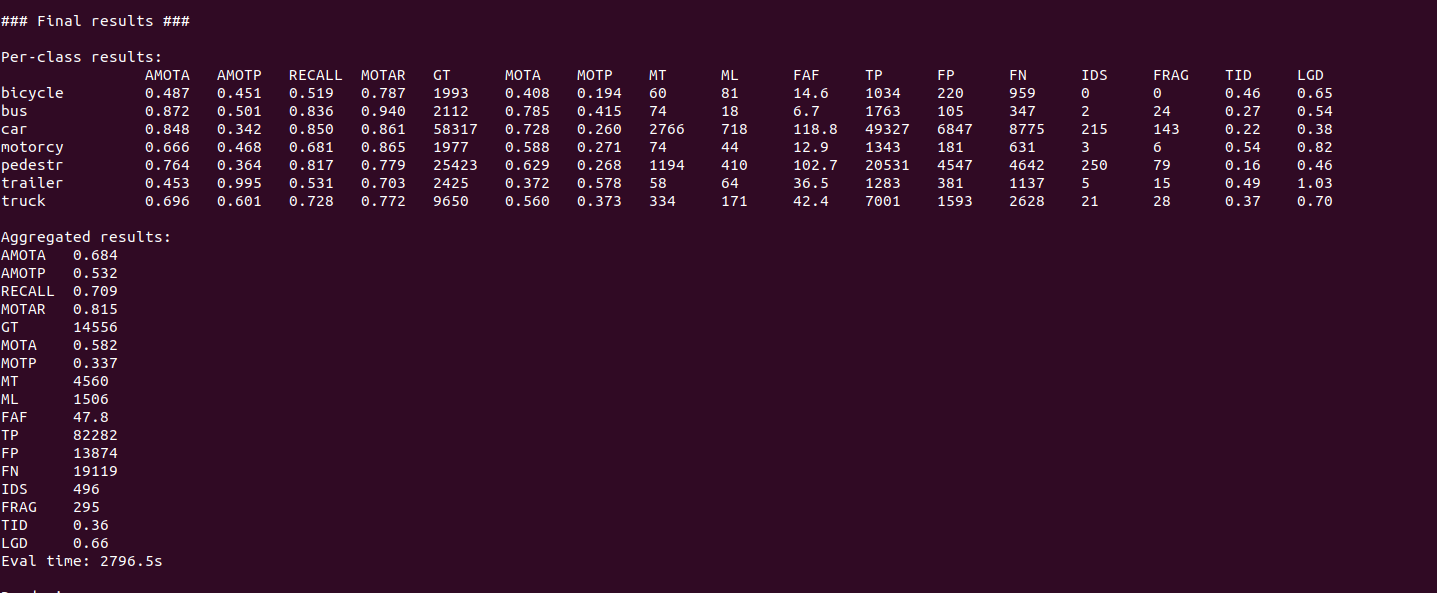 ### Final results ###
Per-class results:
AMOTA AMOTP RECALL MOTAR GT MOTA MOTP MT ML FAF TP FP FN IDS FRAG TID LGD
bicycle 0.487 0.451 0.519 0.787 1993 0.408 0.194 60 81 14.6 1034 220 959 0 0 0.46 0.65
bus 0.872 0.501 0.836 0.940 2112 0.785 0.415 74 18 6.7 1763 105 347 2 24 0.27 0.54
car 0.848 0.342 0.850 0.861 58317 0.728 0.260 2766 718 118.8 49327 6847 8775 215 143 0.22 0.38
motorcy 0.666 0.468 0.681 0.865 1977 0.588 0.271 74 44 12.9 1343 181 631 3 6 0.54 0.82
pedestr 0.764 0.364 0.817 0.779 25423 0.629 0.268 1194 410 102.7 20531 4547 4642 250 79 0.16 0.46
trailer 0.453 0.995 0.531 0.703 2425 0.372 0.578 58 64 36.5 1283 381 1137 5 15 0.49 1.03
truck 0.696 0.601 0.728 0.772 9650 0.560 0.373 334 171 42.4 7001 1593 2628 21 28 0.37 0.70
Aggregated results:
AMOTA 0.684
AMOTP 0.532
RECALL 0.709
MOTAR 0.815
GT 14556
MOTA 0.582
MOTP 0.337
MT 4560
ML 1506
FAF 47.8
TP 82282
FP 13874
FN 19119
IDS 496
FRAG 295
TID 0.36
LGD 0.66
Eval time: 2796.5s